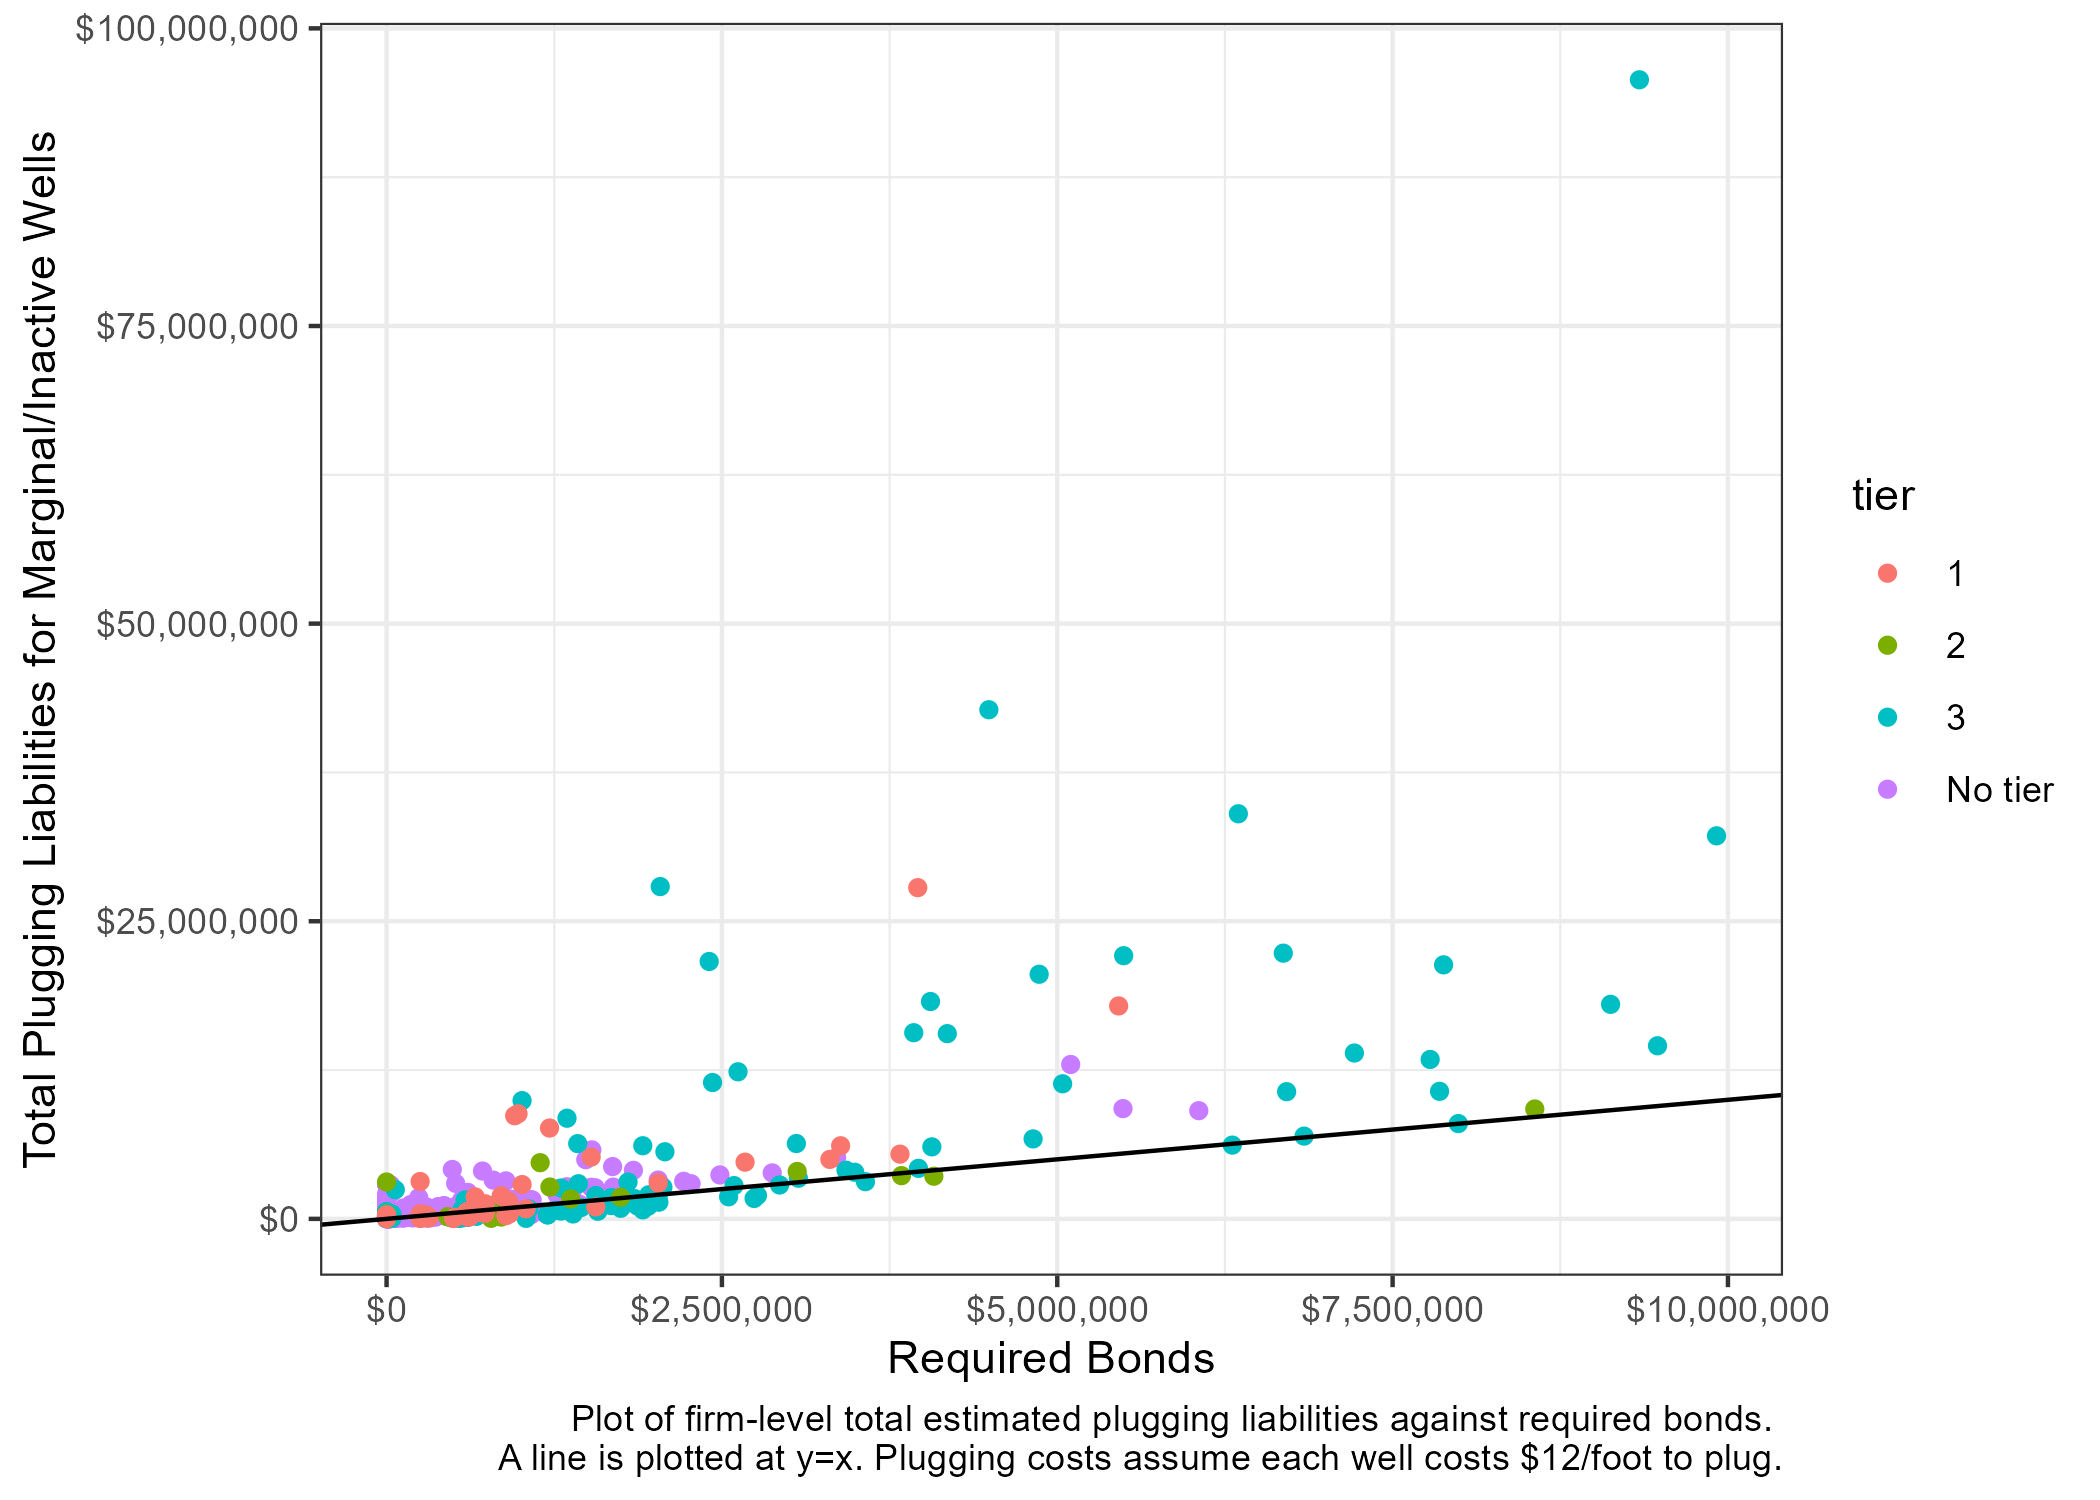 Total Plugging Liabilities for Marginal/Inactive Wells
$100,000,000
$75,000,000
$50,000,000
$25,000,000
$0
$0
$2,500,000
$5,000,000
$7,500,000
$10,000,000
Required Bonds
tier
1
2
3
No tier
Plot of firm-level total estimated plugging liabilities against required bonds.
A line is plotted at y=x. Plugging costs assume each well costs $12/foot to plug.